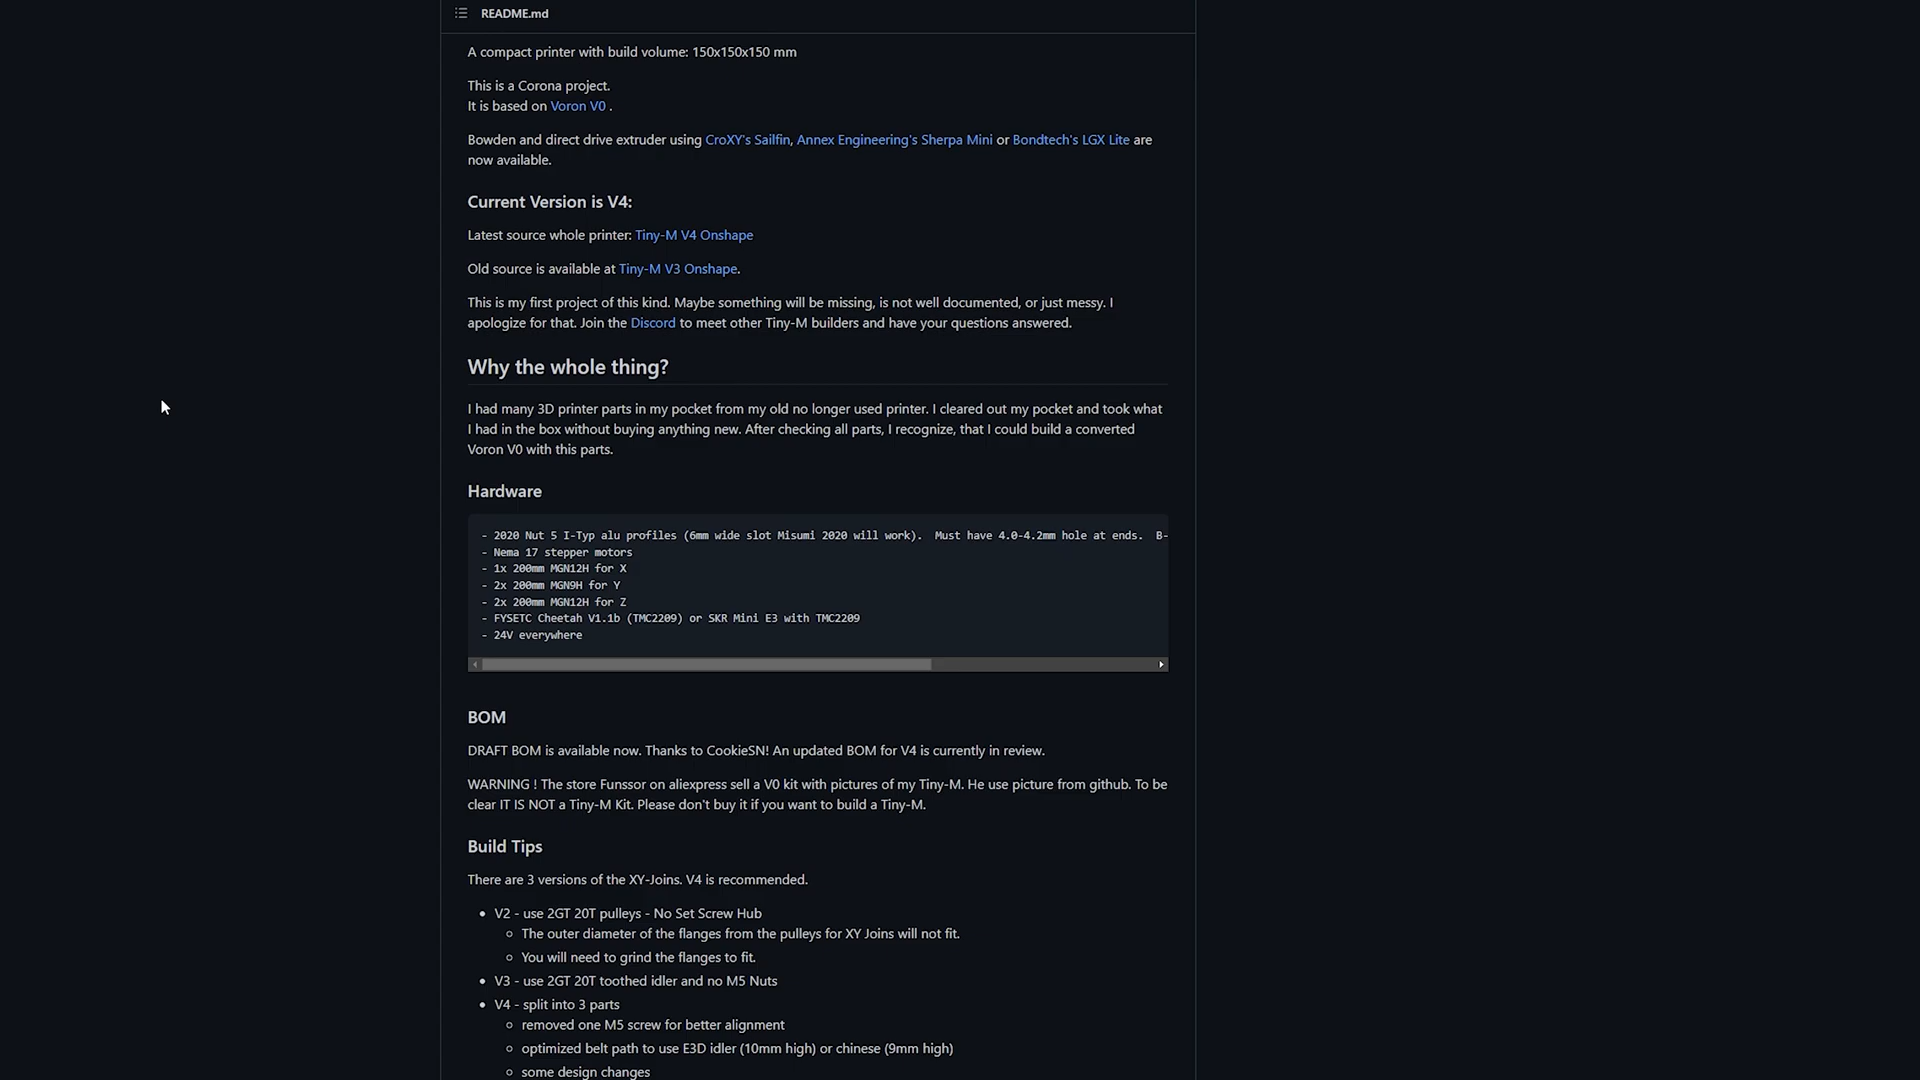 README.md
A compact printer with build volume: 150x150x150 mm
This is a Corona project.
It is based on Voron V0 .
Bowden and direct drive extruder using CroXY's Sailfin, Annex Engineering's Sherpa Mini or Bondtech's LGX Lite are
now available.
Current Version is V4:
Latest source whole printer: Tiny-M V4 Onshape
Old source is available at Tiny-M V3 Onshape.
This is my first project of this kind. Maybe something will be missing, is not well documented, or just messy. I
apologize for that. Join the Discord to meet other Tiny-M builders and have your questions answered.
Why the whole thing?
I had many 3D printer parts in my pocket from my old no longer used printer. I cleared out my pocket and took what
I had in the box without buying anything new. After checking all parts, I recognize, that I could build a converted
Voron V0 with this parts.
Hardware
- 2020 Nut 5 I-Typ alu profiles (6mm wide slot Misumi 2020 will work).  Must have 4.0-4.2mm hole at ends.  B-
- Nema 17 stepper motors
- 1x 200mm MGN12H for X
- 2x 200mm MGN9H for Y
- 2x 200mm MGN12H for Z
- FYSETC Cheetah V1.1b (TMC2209) or SKR Mini E3 with TMC2209
- 24V everywhere
BOM
DRAFT BOM is available now. Thanks to CookieSN! An updated BOM for V4 is currently in review.
WARNING ! The store Funssor on aliexpress sell a V0 kit with pictures of my Tiny-M. He use picture from github. To be
clear IT IS NOT a Tiny-M Kit. Please don't buy it if you want to build a Tiny-M.
Build Tips
There are 3 versions of the XY-Joins. V4 is recommended.
• V2 - use 2GT 20T pulleys - No Set Screw Hub
◦ The outer diameter of the flanges from the pulleys for XY Joins will not fit.
◦ You will need to grind the flanges to fit.
• V3 - use 2GT 20T toothed idler and no M5 Nuts
• V4 - split into 3 parts
◦ removed one M5 screw for better alignment
◦ optimized belt path to use E3D idler (10mm high) or chinese (9mm high)
◦ some design changes